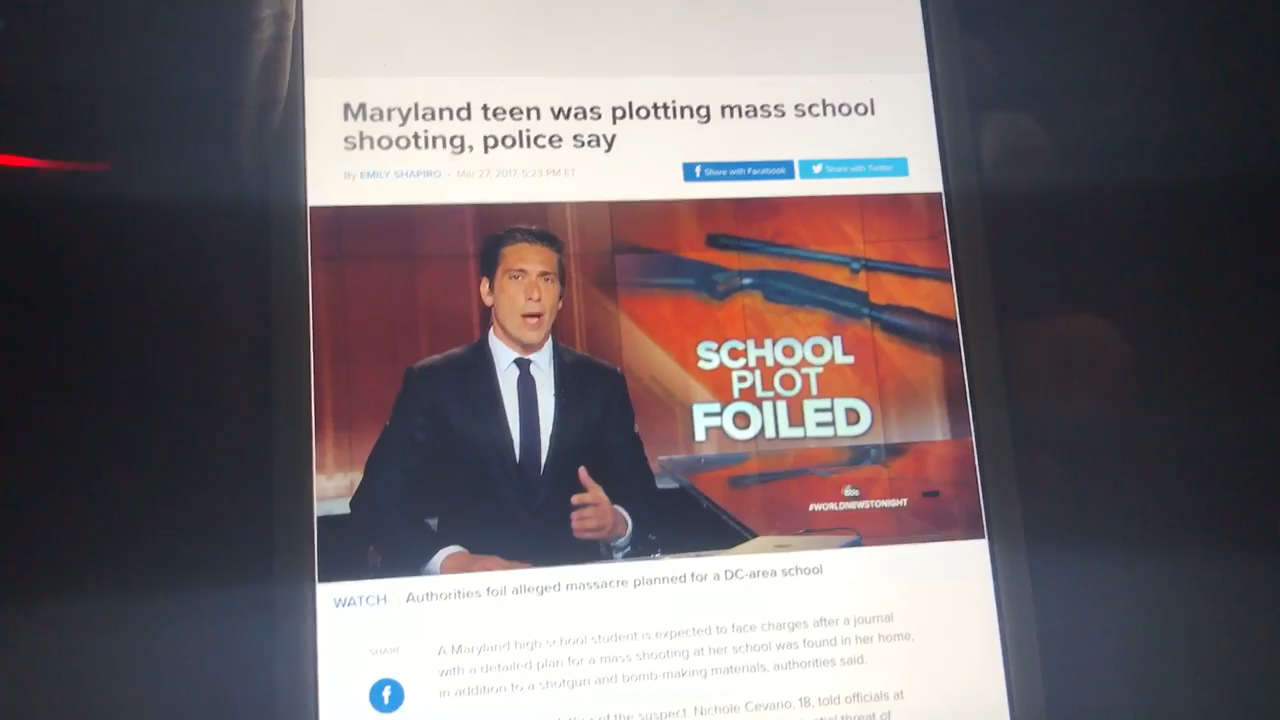 Maryland teen was plotting mass school
shooting, police say
By EMILY SHAPIRO • Mar 27, 2017, 5:23 PM ET
Share with Facebook
Share with Twitter
SCHOOL
PLOT
FOILED
abc
#WORLDNEWSTONIGHT
WATCH | Authorities foil alleged massacre planned for a DC-area school
SHARE
A Maryland high school student is expected to face charges after a journal
with a detailed plan for a mass shooting at her school was found in her home,
in addition to a shotgun and bomb-making materials, authorities said.
of the suspect, Nichole Cevario, 18, told officials at
threat of